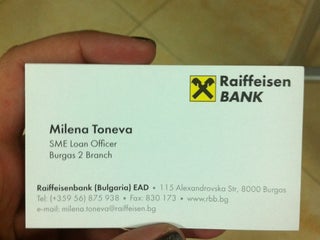 Raiffeisen
BANK
Milena Toneva
SME Loan Officer
Burgas 2 Branch
Raiffeisenbank (Bulgaria) EAD • 115 Alexandrovska Str, 8000 Burgas
Tel: (+359 56) 875 938 • Fax: 830 173 • www.rbb.bg
e-mail; milena.toneva@raiffeisen.bg